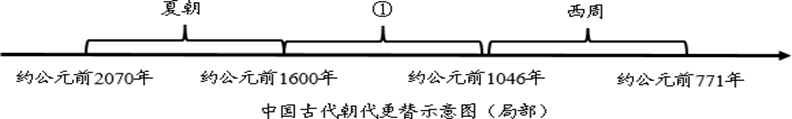 夏朝 ① 西周
约公元前2070年 约公元前1600年 约公元前1046年 约公元前771年
中国古代朝代更替示意图（局部）